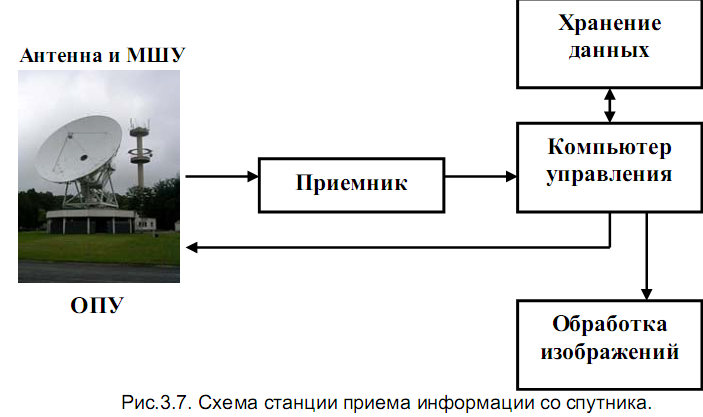 Хранение
данных
Антенна и МШУ
Компьютер
управления
Приемник
ОПУ
Обработка
изображений
Рис.3.7. Схема станции приема информации со спутника.